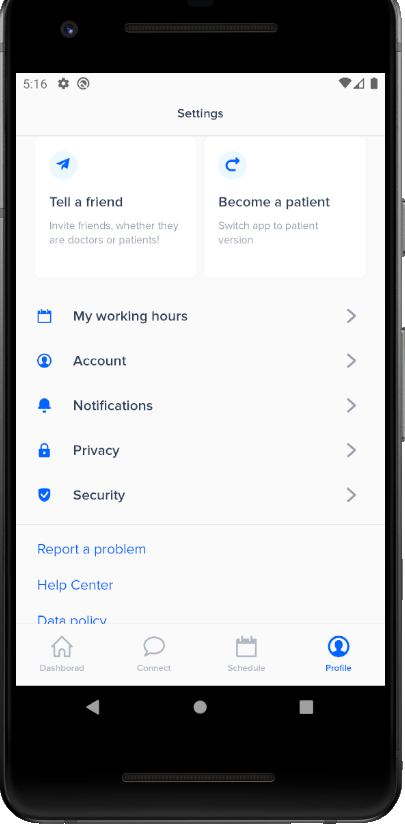 5:16
Settings
Tell a friend
Invite friends, whether they
are doctors or patients!
Become a patient
Switch app to patient
version
My working hours
Account
Notifications
Privacy
Security
Report a problem
Help Center
Data policy
Dashborad
Connect
Schedule
Profile